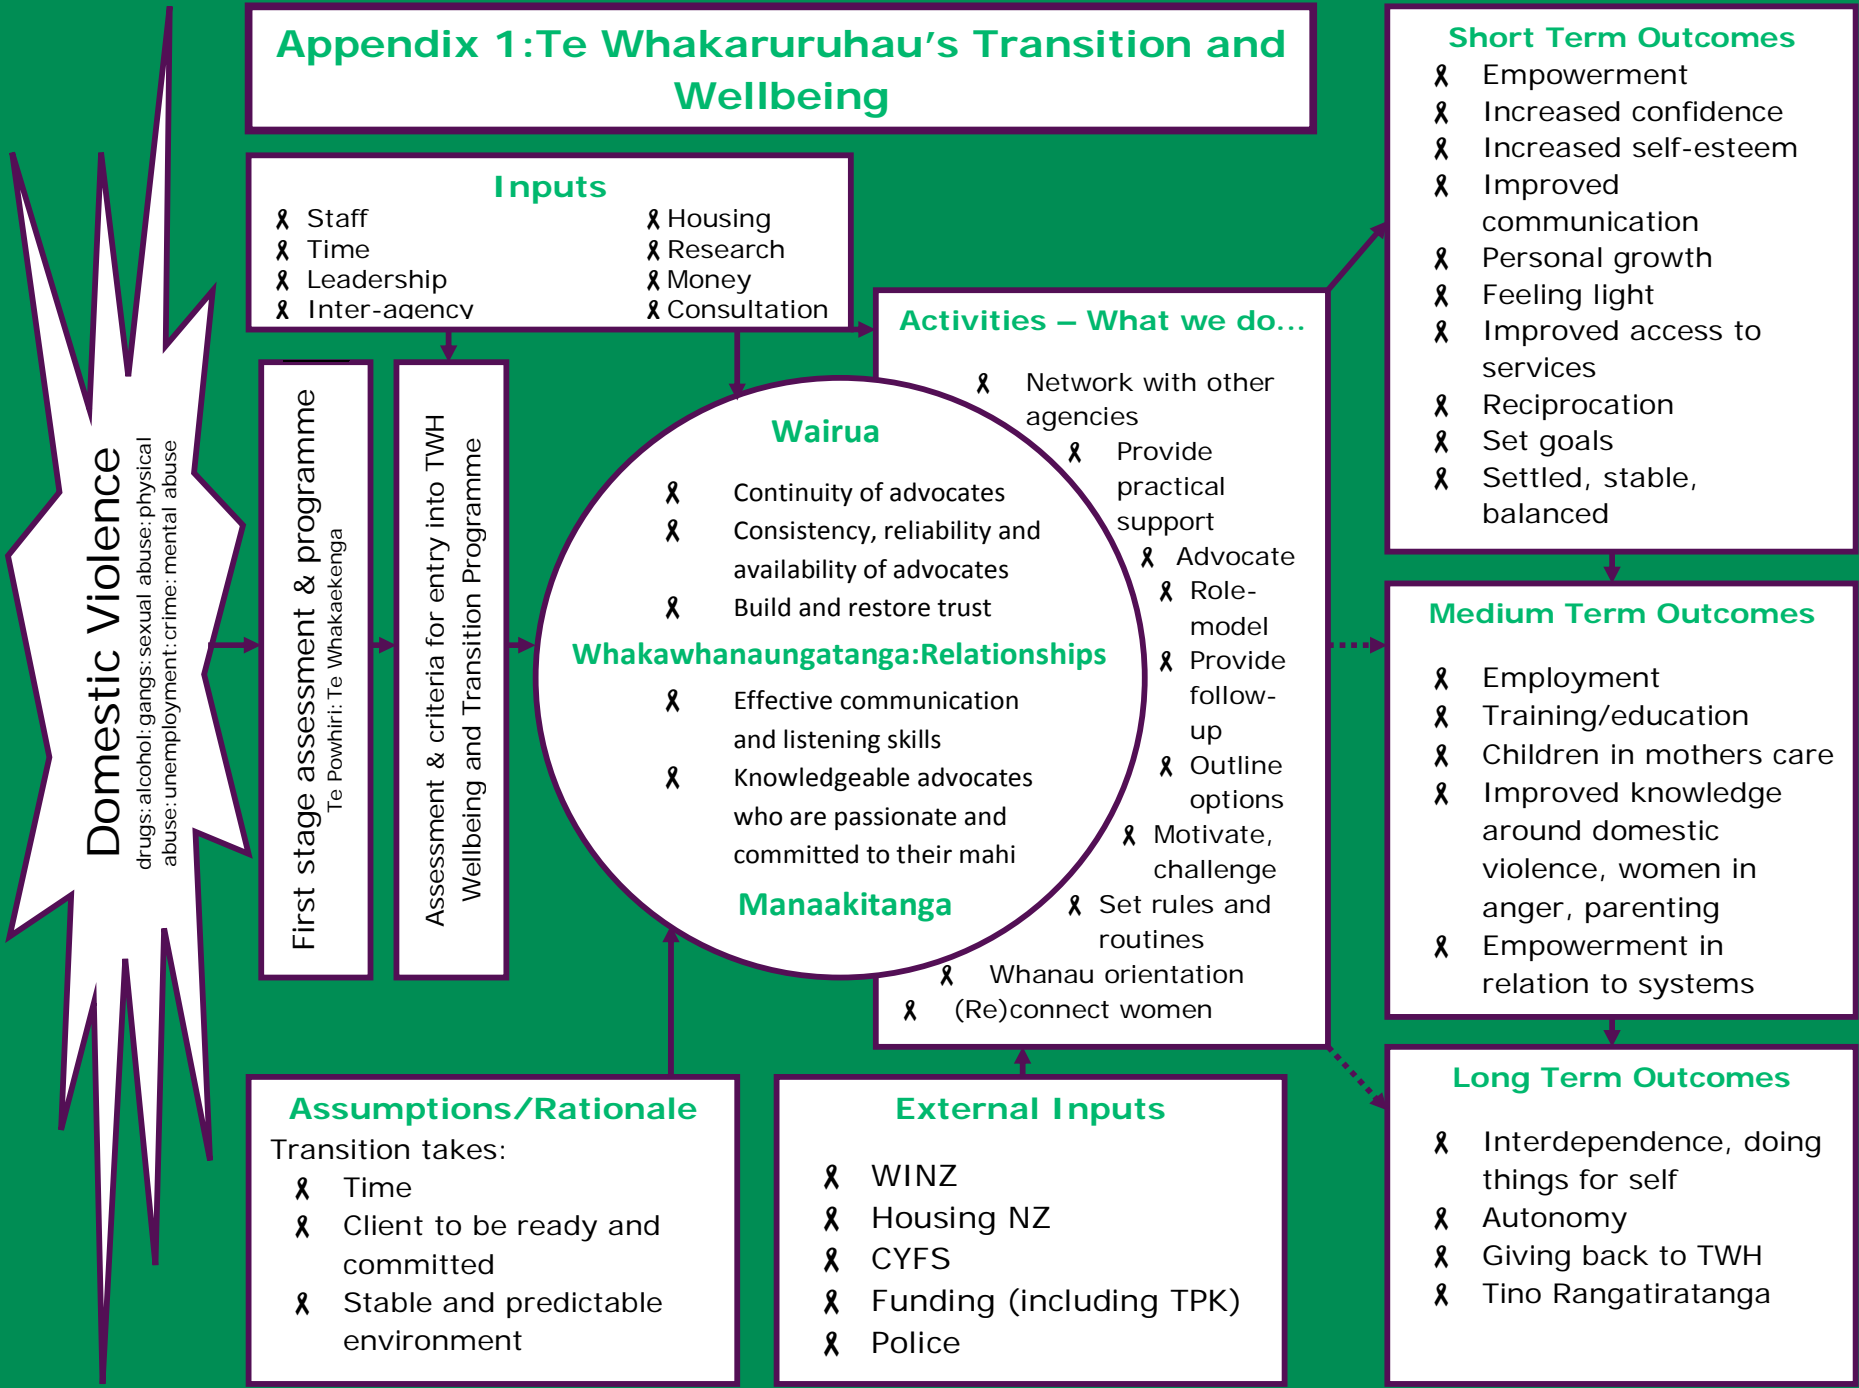 Appendix 1:Te Whakaruruhau's Transition and
Wellbeing
Inputs
Staff
Time
Leadership
Inter-agency
Housing
Research
Money
Consultation
Domestic Violence
drugs:alcohol:gangs:sexual abuse:physical
abuse:unemployment:crime:mental abuse
First stage assessment & programme
Te Powhiri: Te Whakaekenga
Assessment & criteria for entry into TWH
Wellbeing and Transition Programme
Wairua
Continuity of advocates
Consistency, reliability and
availability of advocates
Build and restore trust
Whakawhanaungatanga:Relationships
Effective communication
and listening skills
Knowledgeable advocates
who are passionate and
committed to their mahi
Manaakitanga
Activities – What we do...
Network with other
agencies
Provide
practical
support
Advocate
Role-
model
Provide
follow-
up
Outline
options
Motivate,
challenge
Set rules and
routines
Whanau orientation
(Re)connect women
Assumptions/Rationale
Transition takes:
Time
Client to be ready and
committed
Stable and predictable
environment
External Inputs
WINZ
Housing NZ
CYFS
Funding (including TPK)
Police
Short Term Outcomes
Empowerment
Increased confidence
Increased self-esteem
Improved
communication
Personal growth
Feeling light
Improved access to
services
Reciprocation
Set goals
Settled, stable,
balanced
Medium Term Outcomes
Employment
Training/education
Children in mothers care
Improved knowledge
around domestic
violence, women in
anger, parenting
Empowerment in
relation to systems
Long Term Outcomes
Interdependence, doing
things for self
Autonomy
Giving back to TWH
Tino Rangatiratanga